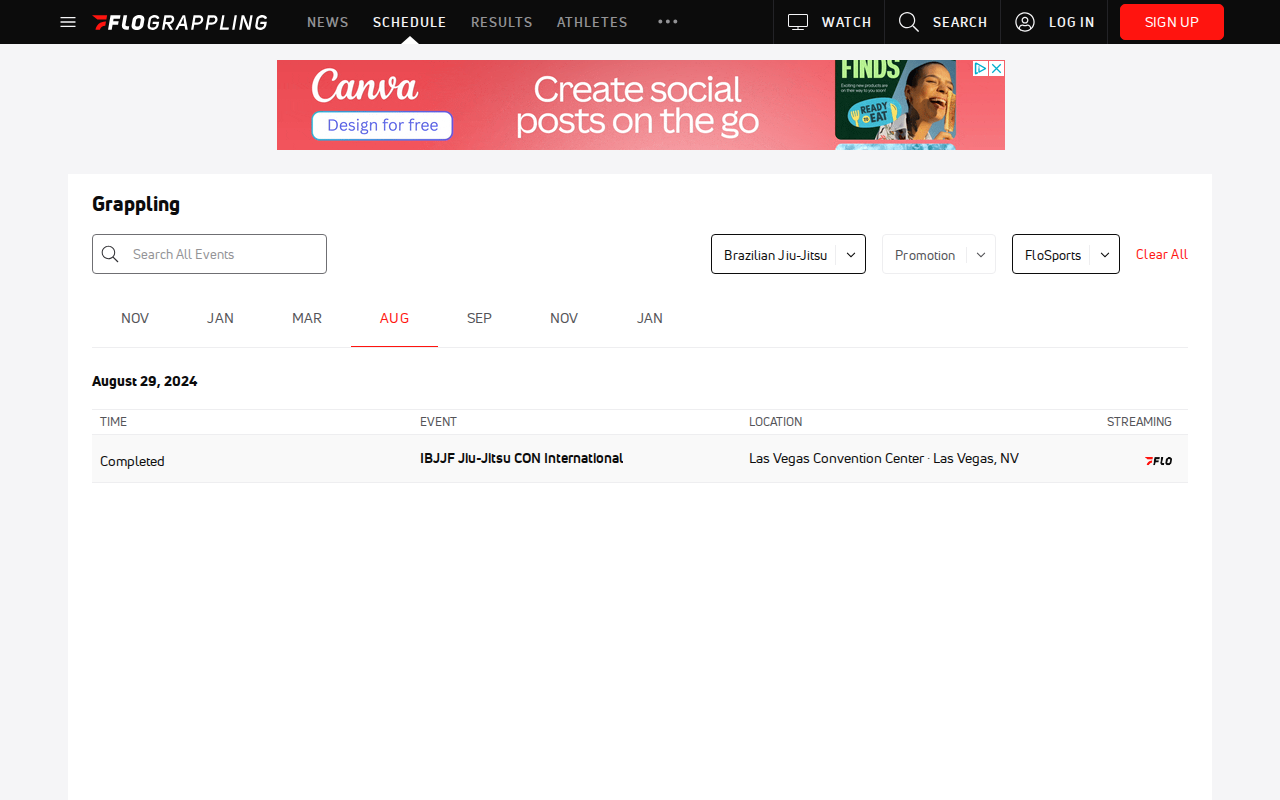 FLOGRAPPLING NEWS SCHEDULE RESULTS ATHLETES WATCH SEARCH LOG IN SIGN UP
Canva
Design for free
Create social
posts on the go
FINDS
READY
EAT
Grappling
Search All Events
Brazilian Jiu-Jitsu
Promotion
FloSports
Clear All
NOV JAN MAR AUG SEP NOV JAN
August 29, 2024
TIME EVENT LOCATION STREAMING
Completed IBJJF Jiu-Jitsu CON International Las Vegas Convention Center · Las Vegas, NV FLO